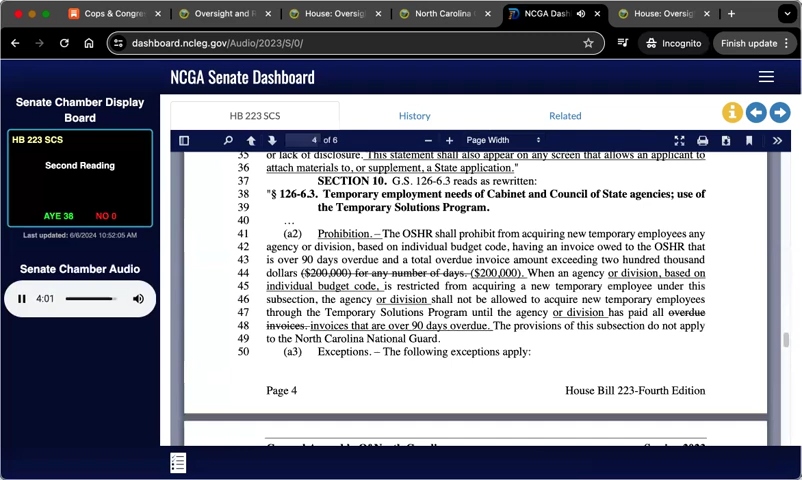 Cops & Congre
Oversight and R
House: Oversig
North Carolina
NCGA Dash
House: Oversig
dashboard.ncleg.gov/Audio/2023/S/0/
Incognito
Finish update
NCGA Senate Dashboard
Senate Chamber Display
Board
HB 223 SCS
Second Reading
AYE 38 NO 0
Last updated: 6/6/2024 10:52:05 AM
Senate Chamber Audio
4:01
HB 223 SCS
History
Related
4 of 6
Page Width
35 or lack of disclosure. This statement shall also appear on any screen that allows an applicant to
36 attach materials to, or supplement, a State application."
37 SECTION 10. G.S. 126-6.3 reads as rewritten:
38 "§ 126-6.3. Temporary employment needs of Cabinet and Council of State agencies; use of
39 the Temporary Solutions Program.
40 …
41 (a2) Prohibition. – The OSHR shall prohibit from acquiring new temporary employees any
42 agency or division, based on individual budget code, having an invoice owed to the OSHR that
43 is over 90 days overdue and a total overdue invoice amount exceeding two hundred thousand
44 dollars ($200,000) for any number of days. ($200,000). When an agency or division, based on
45 individual budget code, is restricted from acquiring a new temporary employee under this
46 subsection, the agency or division shall not be allowed to acquire new temporary employees
47 through the Temporary Solutions Program until the agency or division has paid all overdue
48 invoices. invoices that are over 90 days overdue. The provisions of this subsection do not apply
49 to the North Carolina National Guard.
50 (a3) Exceptions. – The following exceptions apply:
Page 4 House Bill 223-Fourth Edition